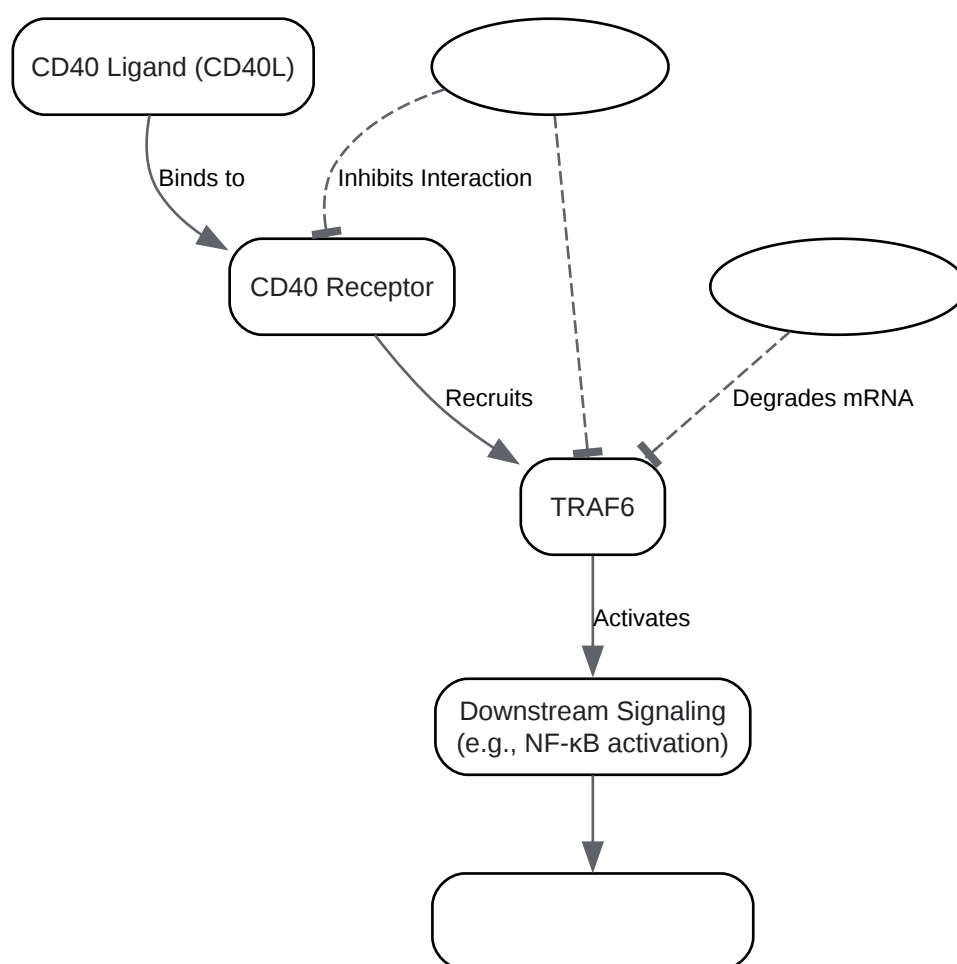 CD40 Ligand (CD40L)
Binds to
Inhibits Interaction
CD40 Receptor
Recruits
Degrades mRNA
TRAF6
Activates
Downstream Signaling
(e.g., NF-κB activation)